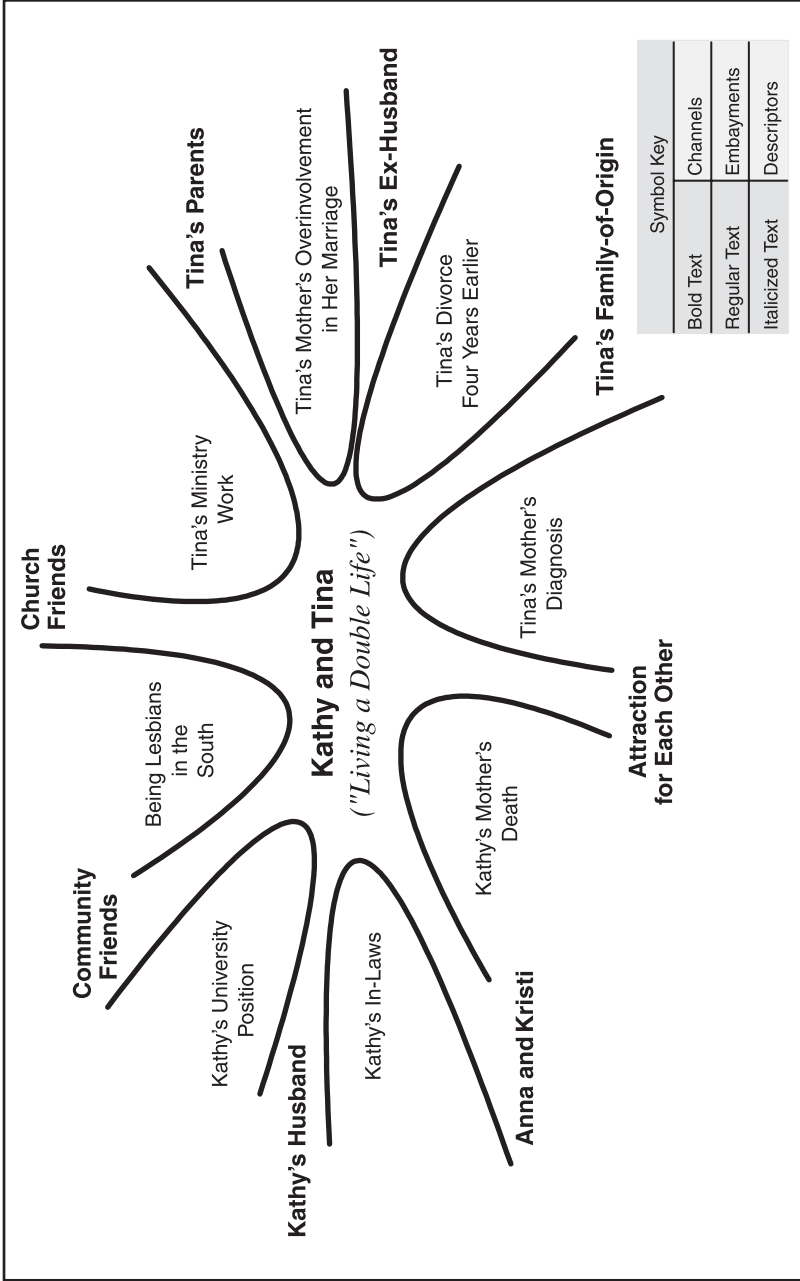 Church
Friends
Community
Friends
Being Lesbians
in the
South
Tina’s Ministry
Work
Tina’s Parents
Kathy’s University
Position
Tina’s Mother’s Overinvolvement
in Her Marriage
Kathy’s Husband
Kathy and Tina
("Living a Double Life")
Tina’s Ex-Husband
Kathy’s In-Laws
Tina’s Divorce
Four Years Earlier
Kathy’s Mother’s
Death
Tina’s Mother’s
Diagnosis
Anna and Kristi
Tina’s Family-of-Origin
Attraction
for Each Other
Symbol Key
Bold Text Channels
Regular Text Embayments
Italicized Text Descriptors